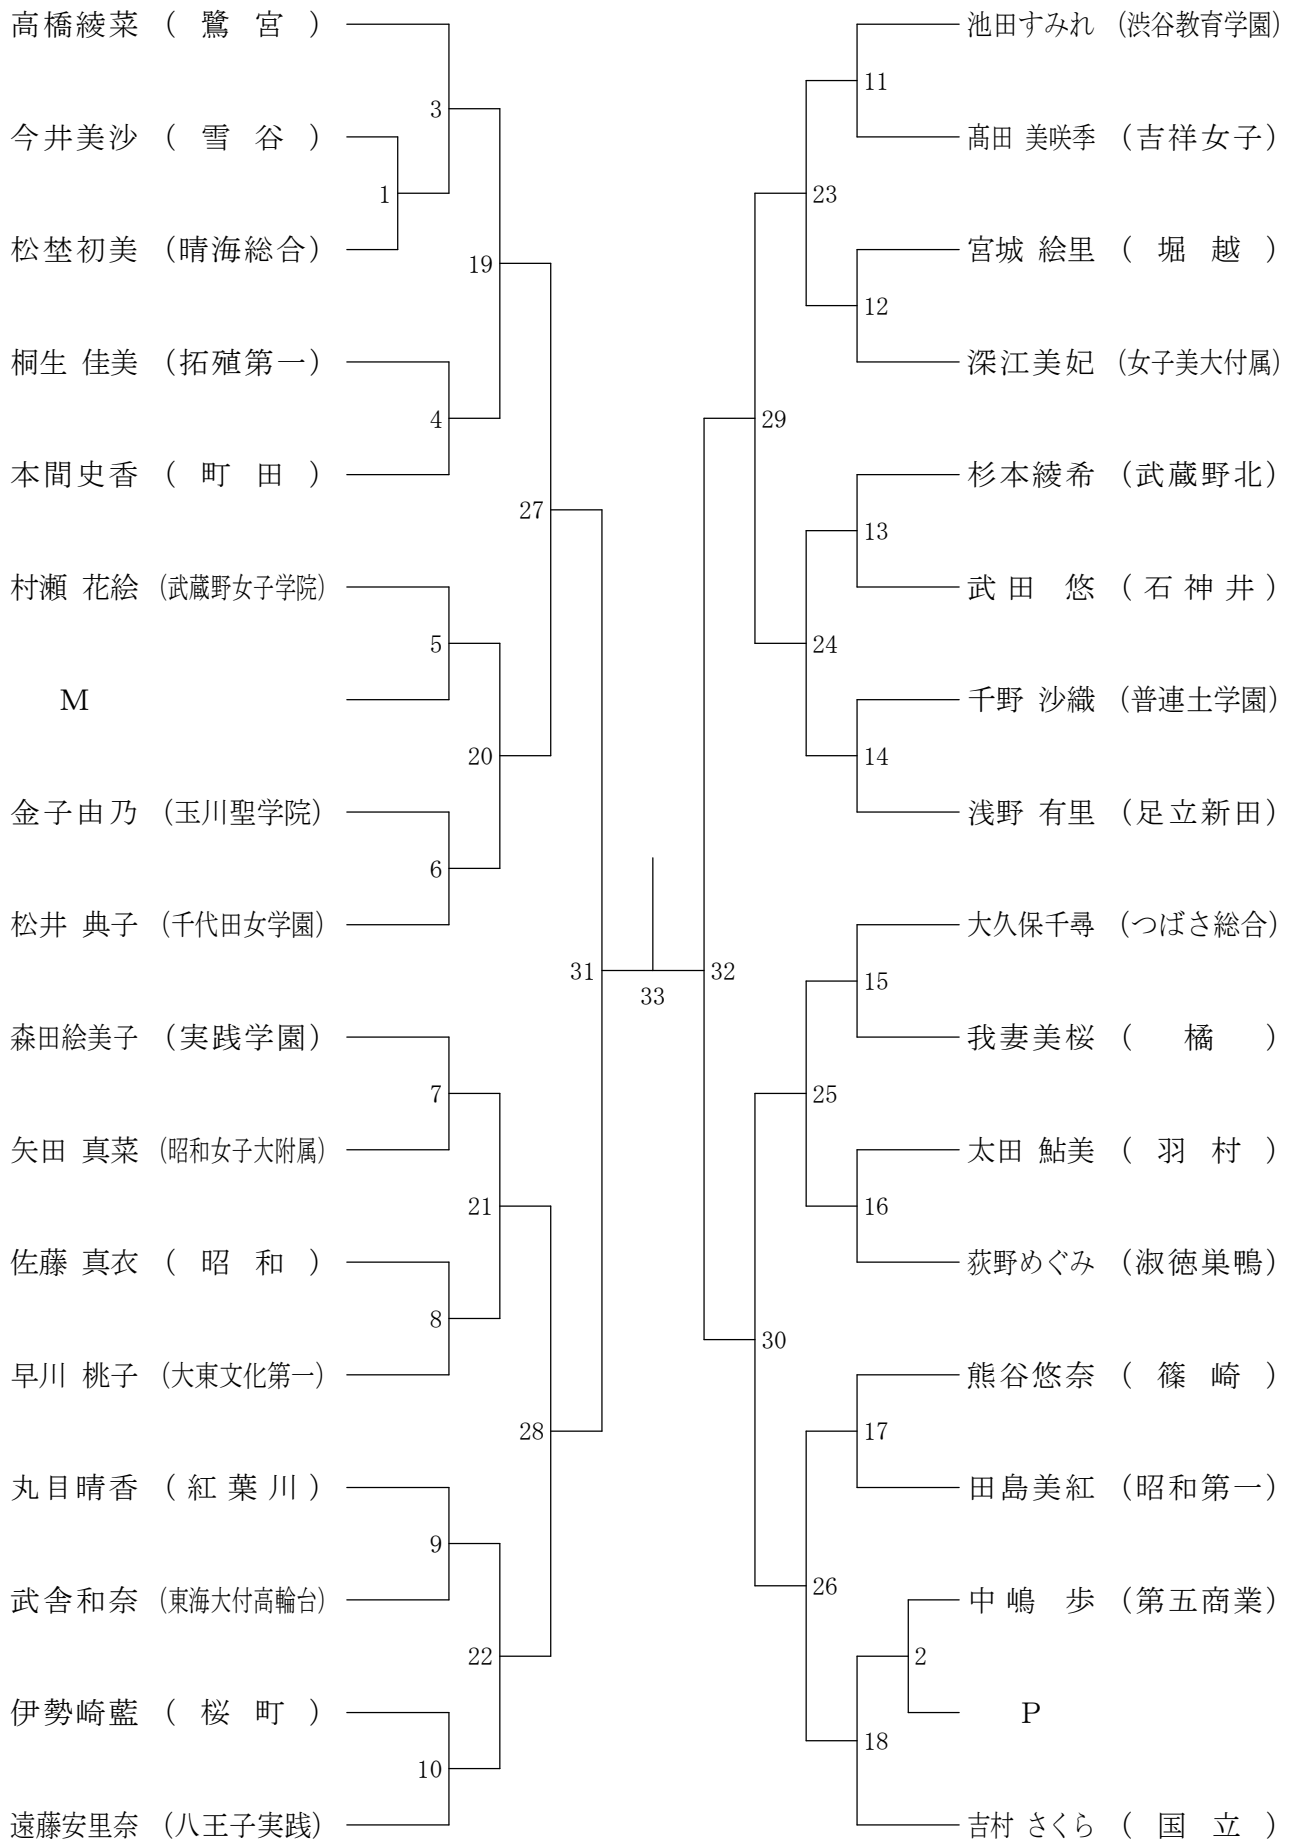 高橋綾菜 ( 鷺宮 )
3
今井美沙 ( 雪谷 )
1
松埜初美 (晴海総合)
19
桐生 佳美 (拓殖第一)
4
本間史香 ( 町田 )
27
村瀬 花絵 (武蔵野女子学院)
5
M
20
金子由乃 (玉川聖学院)
6
松井 典子 (千代田女学園)
31
森田絵美子 (実践学園)
7
矢田 真菜 (昭和女子大附属)
21
佐藤 真衣 ( 昭和 )
8
早川 桃子 (大東文化第一)
28
丸目晴香 (紅葉川)
9
武舎和奈 (東海大付高輪台)
22
伊勢崎藍 ( 桜町 )
10
遠藤安里奈 (八王子実践)
33
池田すみれ (渋谷教育学園)
11
髙田 美咲季 (吉祥女子)
23
宮城 絵里 ( 堀越 )
12
深江美妃 (女子美大付属)
29
杉本綾希 (武蔵野北)
13
武田 悠 (石神井)
24
千野 沙織 (普連土学園)
14
浅野 有里 (足立新田)
大久保千尋 (つばさ総合)
32
15
我妻美桜 ( 橘 )
25
太田 鮎美 ( 羽村 )
16
荻野めぐみ (淑徳巣鴨)
30
熊谷悠奈 ( 篠崎 )
17
田島美紅 (昭和第一)
26
中嶋 歩 (第五商業)
2
P
18
吉村 さくら ( 国立 )